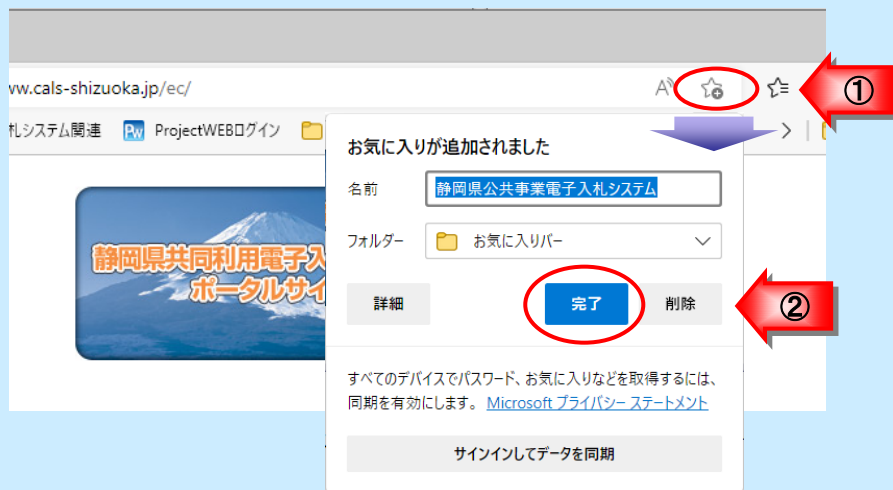 ww.cals-shizuoka.jp/ec/
①
札システム関連 ProjectWEBログイン
お気に入りが追加されました
名前 静岡県公共事業電子入札システム
フォルダー お気に入りバー
静岡県共同利用電子入
ポータルサイ
詳細 完了 削除
②
すべてのデバイスでパスワード、お気に入りなどを取得するには、
同期を有効にします。 Microsoft プライバシー ステートメント
サインインしてデータを同期